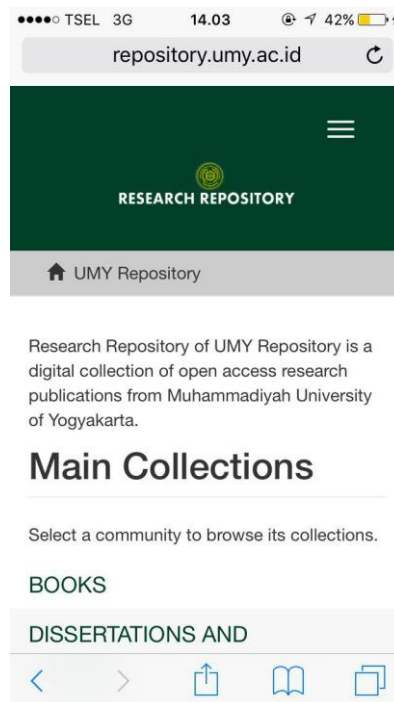 TSEL 3G 14.03 42%
repository.umy.ac.id
RESEARCH REPOSITORY
UMY Repository
Research Repository of UMY Repository is a
digital collection of open access research
publications from Muhammadiyah University
of Yogyakarta.
Main Collections
Select a community to browse its collections.
BOOKS
DISSERTATIONS AND